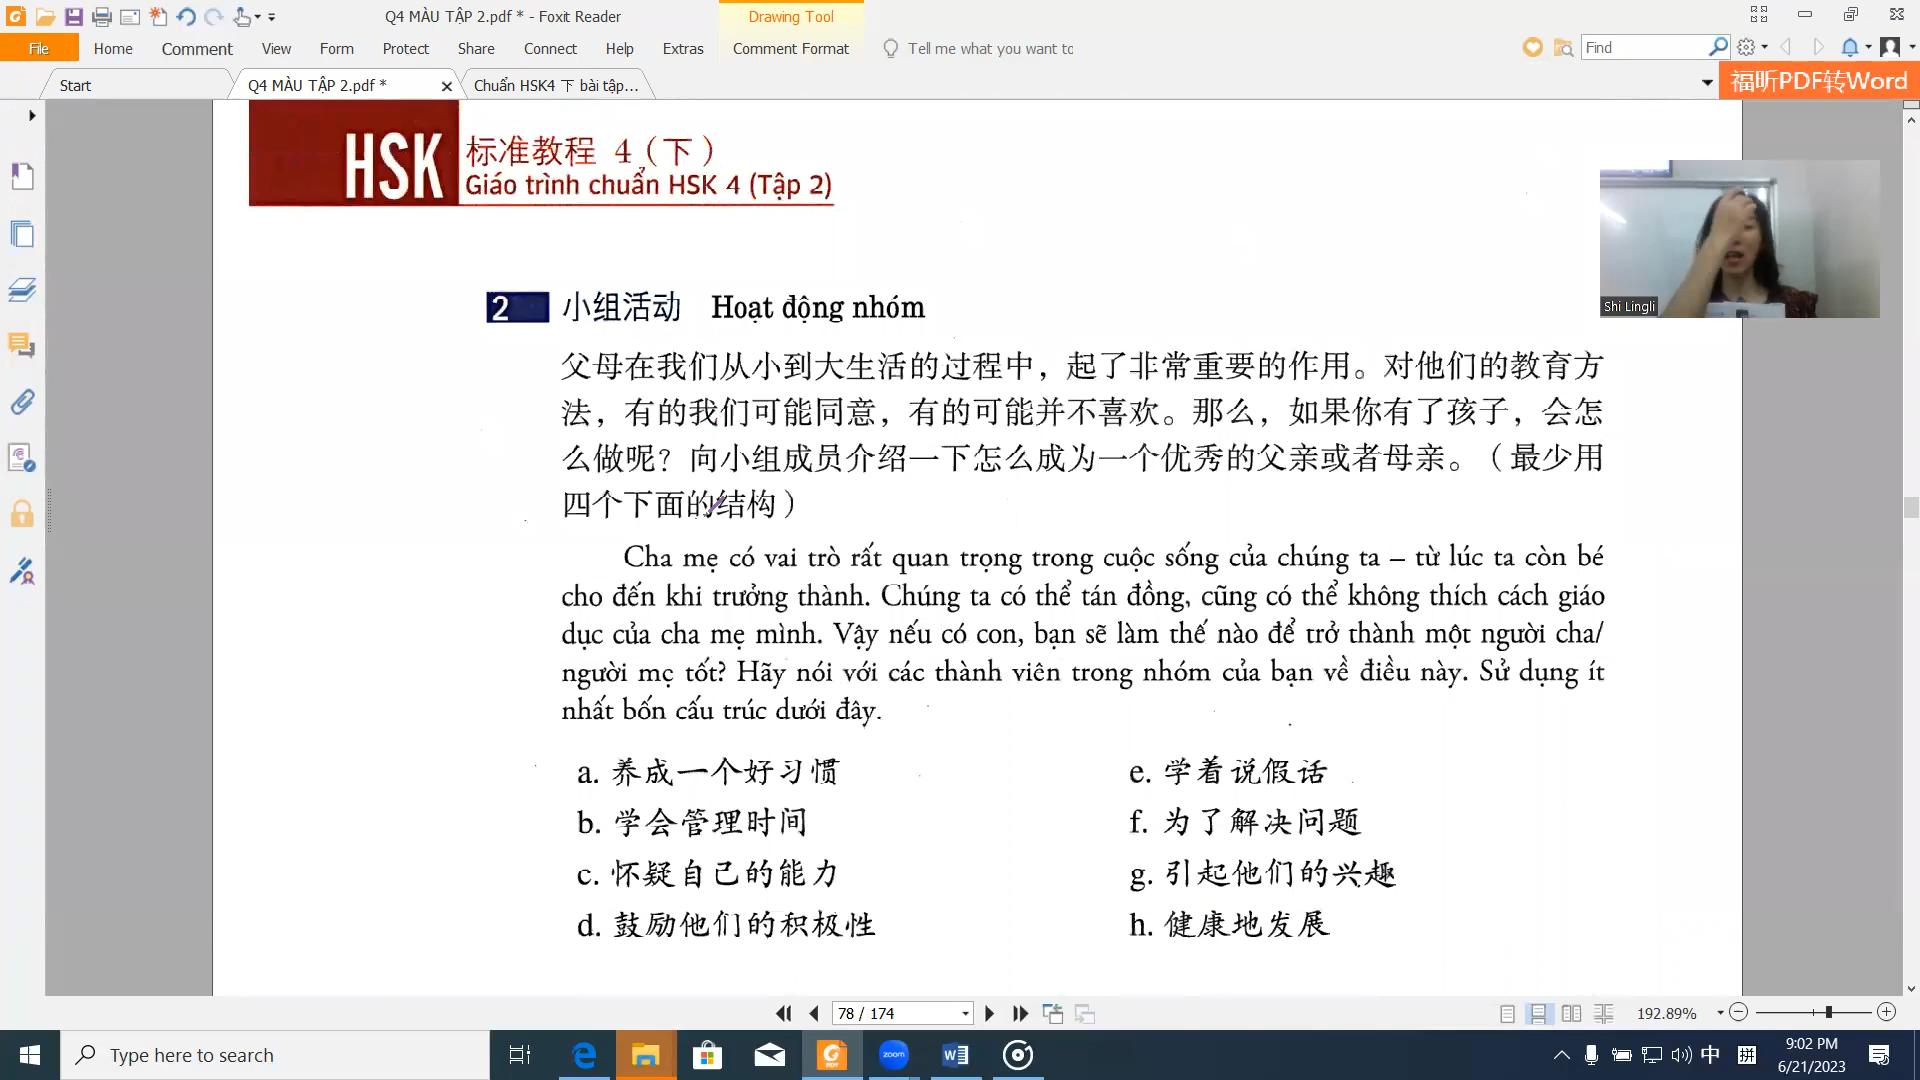 Q4 MÀU TẬP 2.pdf * - Foxit Reader
Drawing Tool
File
Home
Comment
View
Form
Protect
Share
Connect
Help
Extras
Comment Format
Tell me what you want to
Find
Start
Q4 MÀU TẬP 2.pdf *
Chuẩn HSK4 下 bài tập...
福昕PDF转Word
HSK
标准教程 4（下）
Giáo trình chuẩn HSK 4 (Tập 2)
Shi Lingli
2 小组活动 Hoạt động nhóm
父母在我们从小到大生活的过程中，起了非常重要的作用。对他们的教育方
法，有的我们可能同意，有的可能并不喜欢。那么，如果你有了孩子，会怎
么做呢？向小组成员介绍一下怎么成为一个优秀的父亲或者母亲。（最少用
四个下面的结构）
Cha mẹ có vai trò rất quan trọng trong cuộc sống của chúng ta – từ lúc ta còn bé
cho đến khi trưởng thành. Chúng ta có thể tán đồng, cũng có thể không thích cách giáo
dục của cha mẹ mình. Vậy nếu có con, bạn sẽ làm thế nào để trở thành một người cha/
người mẹ tốt? Hãy nói với các thành viên trong nhóm của bạn về điều này. Sử dụng ít
nhất bốn cấu trúc dưới đây.
a. 养成一个好习惯
b. 学会管理时间
c. 怀疑自己的能力
d. 鼓励他们的积极性
e. 学着说假话
f. 为了解决问题
g. 引起他们的兴趣
h. 健康地发展
78 / 174
192.89%
Type here to search
zoom
中
拼
9:02 PM
6/21/2023